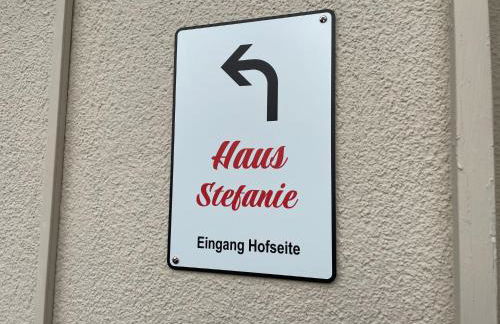 Haus
Stefanie
Eingang Hofseite